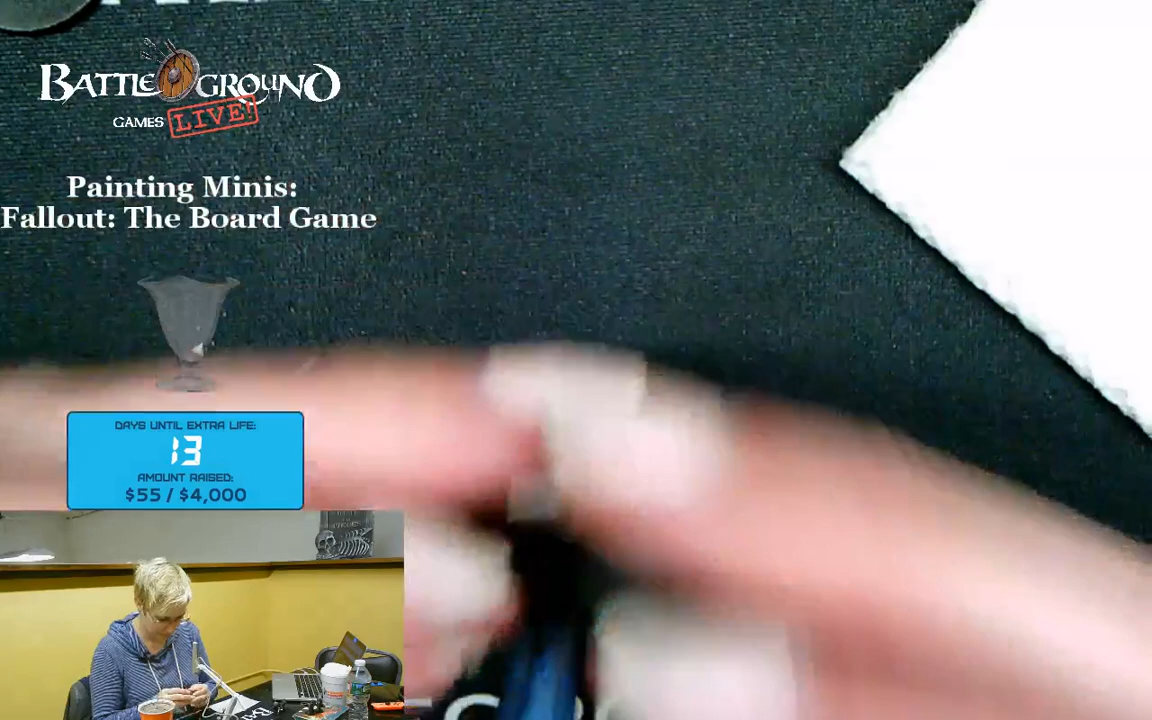 BATTLEGROUND
GAMES LIVE!
Painting Minis:
Fallout: The Board Game
DAYS UNTIL EXTRA LIFE:
13
AMOUNT RAISED:
$55 / $4,000